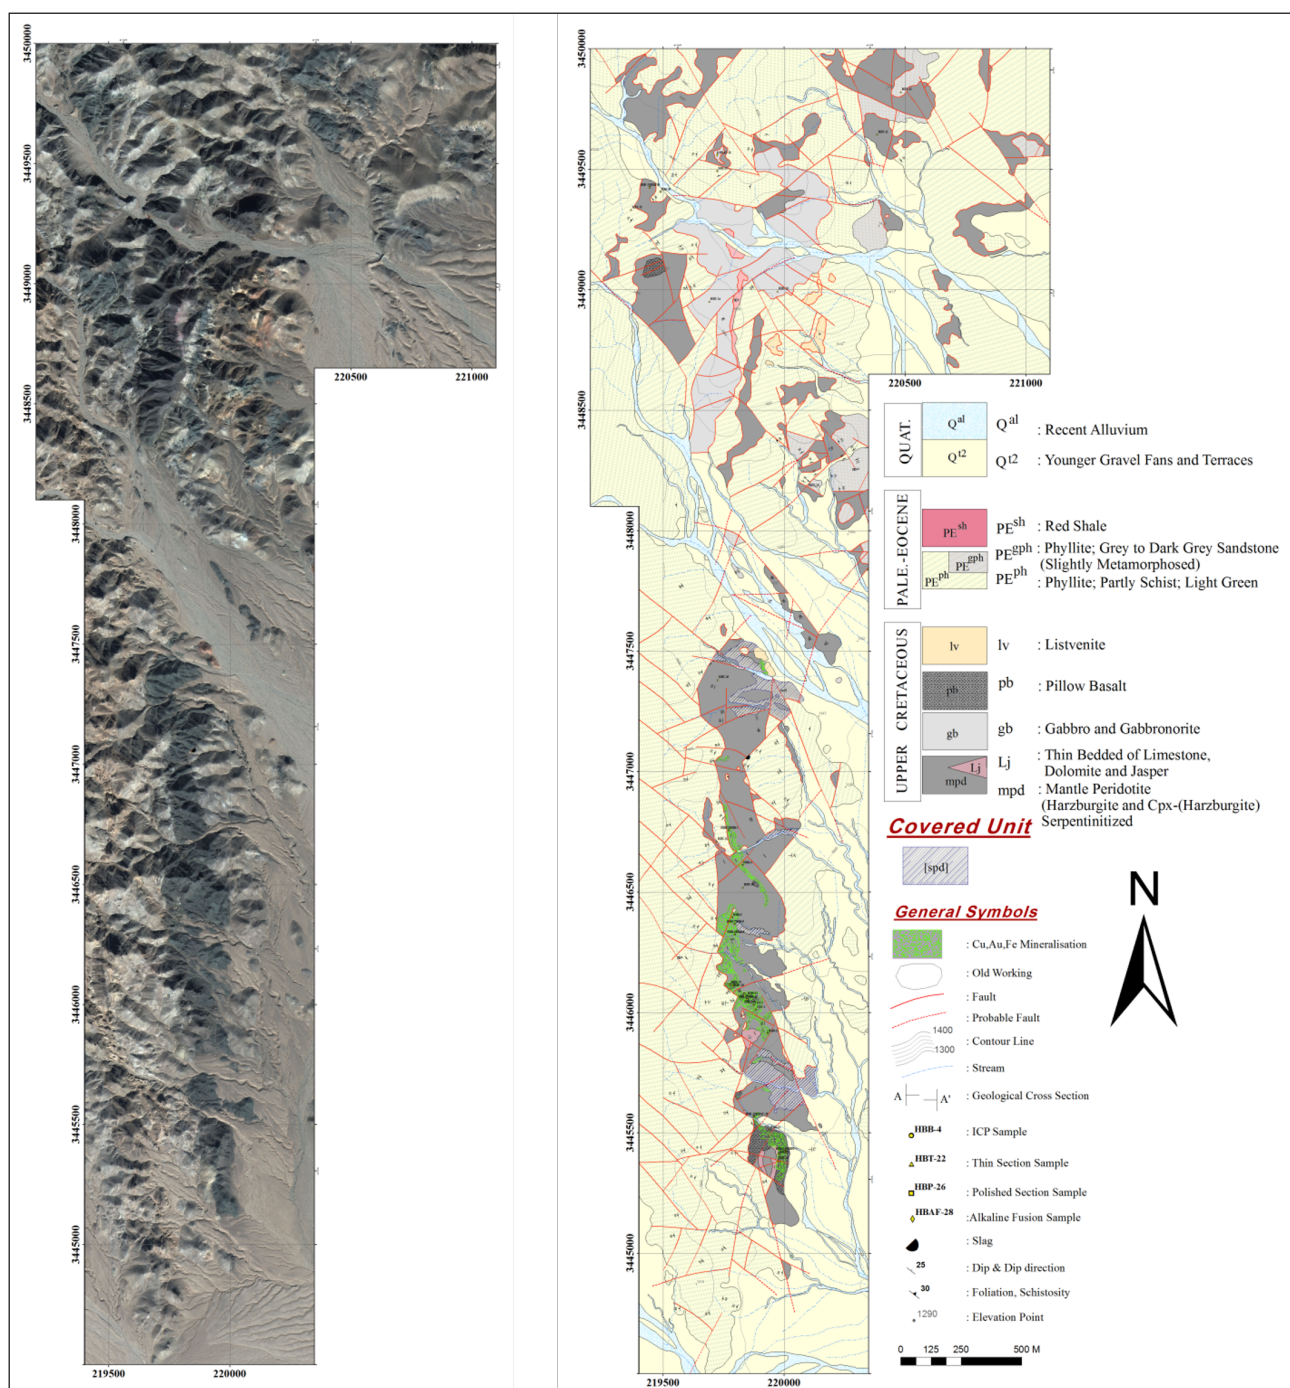 3450000
3449500
3449000
3448500
3448000
3447500
3447000
3446500
3446000
3445500
3445000
220500
221000
219500
220000
3450000
3449500
3449000
3448500
3448000
3447500
3447000
3446500
3446000
3445500
3445000
220500
221000
219500
220000
QUAT.
Qal Qal : Recent Alluvium
Qt2 Qt2 : Younger Gravel Fans and Terraces
PALE.-EOCENE
PEsh PEsh : Red Shale
PEgph PEgph : Phyllite; Grey to Dark Grey Sandstone
(Slightly Metamorphosed)
PEph PEph : Phyllite; Partly Schist; Light Green
UPPER CRETACEOUS
lv lv : Listvenite
pb pb : Pillow Basalt
gb gb : Gabbro and Gabbronorite
Lj Lj : Thin Bedded of Limestone,
Dolomite and Jasper
mpd mpd : Mantle Peridotite
(Harzburgite and Cpx-(Harzburgite)
Serpentinitized
Covered Unit
[spd]
General Symbols
: Cu,Au,Fe Mineralisation
: Old Working
: Fault
: Probable Fault
1400
1300 : Contour Line
: Stream
A A' : Geological Cross Section
HBB-4 : ICP Sample
HBT-22 : Thin Section Sample
HBP-26 : Polished Section Sample
HBAF-28 :Alkaline Fusion Sample
: Slag
25 : Dip & Dip direction
30 : Foliation, Schistosity
1290 : Elevation Point
0 125 250 500 M
N